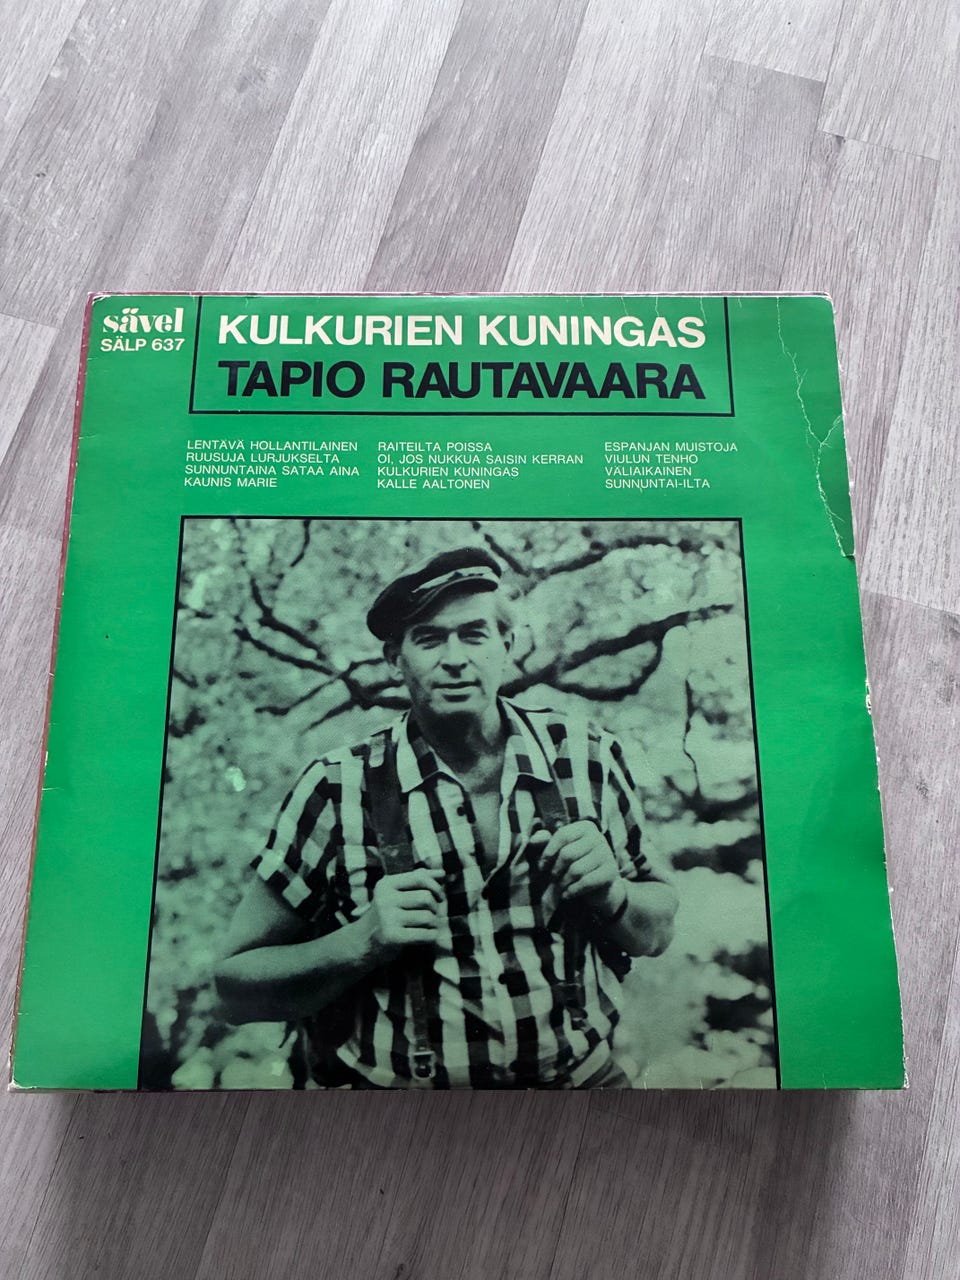 sävel
SÄLP 637
KULKURIEN KUNINGAS
TAPIO RAUTAVAARA
LENTÄVÄ HOLLANTILAINEN
RUUSUJA LURJUKSELTA
SUNNUNTAINA SATAA AINA
KAUNIS MARIE
RAITEILTA POISSA
OI, JOS NUKKUA SAISIN KERRAN
KULKURIEN KUNINGAS
KALLE AALTONEN
ESPANJAN MUISTOJA
VIULUN TENHO
VÄLIAIKAINEN
SUNNUNTAI-ILTA